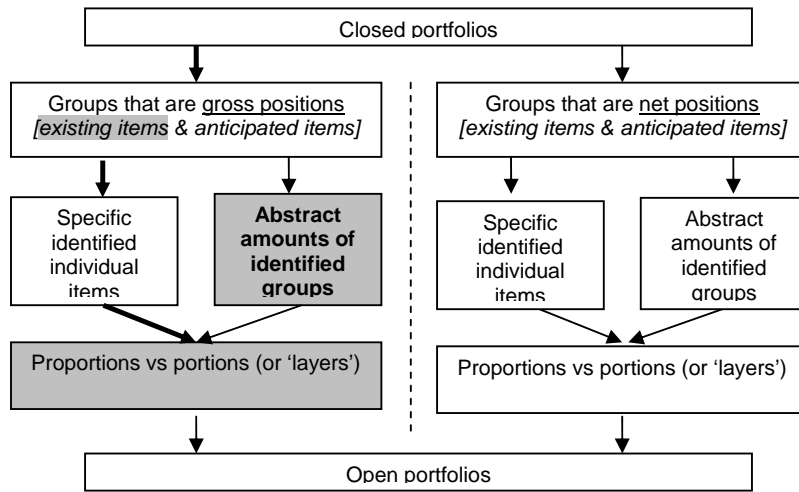 Closed portfolios
Groups that are gross positions
[existing items & anticipated items]
Groups that are net positions
[existing items & anticipated items]
Specific
identified
individual
items
Abstract
amounts of
identified
groups
Specific
identified
individual
items
Abstract
amounts of
identified
groups
Proportions vs portions (or ‘layers’)
Proportions vs portions (or ‘layers’)
Open portfolios